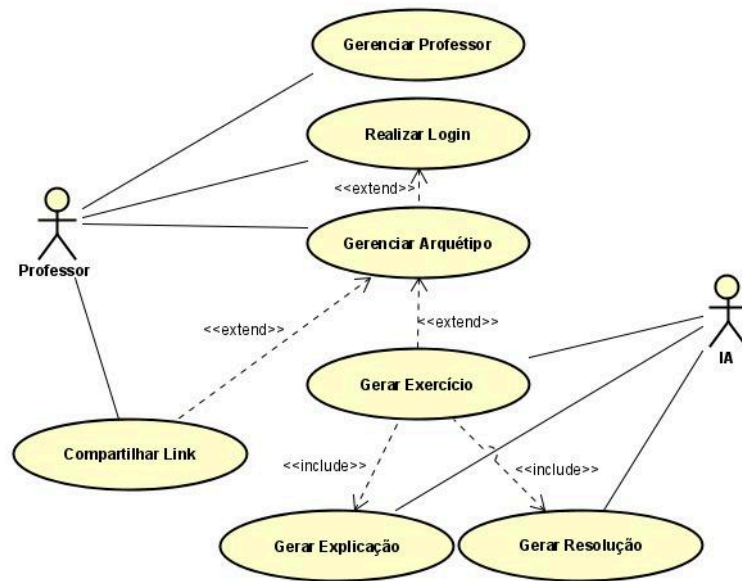 Gerenciar Professor
Realizar Login
<<extend>>
Gerenciar Arquétipo
Professor
<<extend>>
<<extend>>
IA
Gerar Exercício
Compartilhar Link
<<include>>
<<include>>
Gerar Explicação
Gerar Resolução